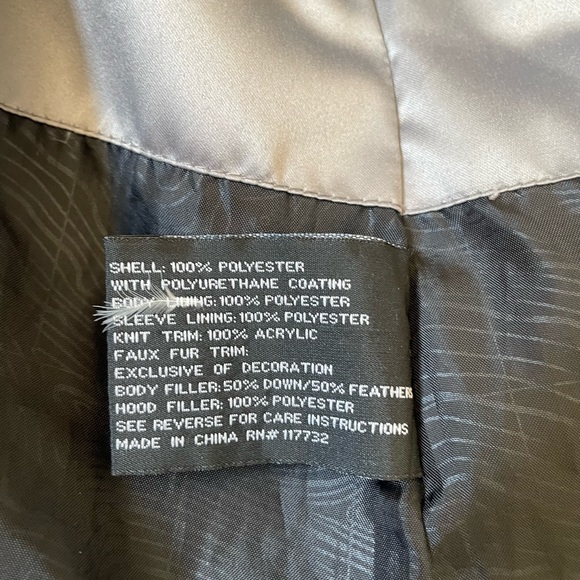 SHELL: 100% POLYESTER
WITH POLYURETHANE COATING
BODY LINING: 100% POLYESTER
SLEEVE LINING: 100% POLYESTER
KNIT TRIM: 100% ACRYLIC
FAUX FUR TRIM:
EXCLUSIVE OF DECORATION
BODY FILLER: 50% DOWN/50% FEATHERS
HOOD FILLER: 100% POLYESTER
SEE REVERSE FOR CARE INSTRUCTIONS
MADE IN CHINA RN# 117732